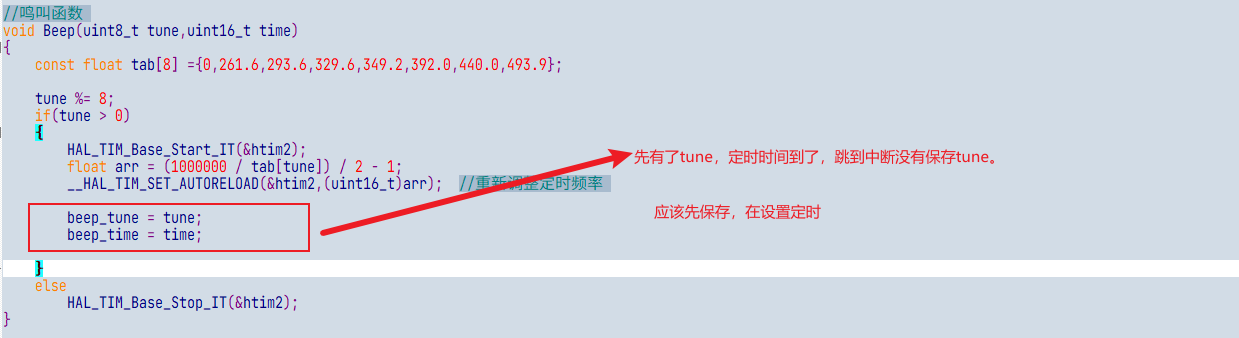 //鸣叫函数
void Beep(uint8_t tune,uint16_t time)
{
    const float tab[8] ={0,261.6,293.6,329.6,349.2,392.0,440.0,493.9};
    tune %= 8;
    if(tune > 0)
    {
        HAL_TIM_Base_Start_IT(&htim2);
        float arr = (1000000 / tab[tune]) / 2 - 1;
        __HAL_TIM_SET_AUTORELOAD(&htim2,(uint16_t)arr);  //重新调整定时频率
        beep_tune = tune;
        beep_time = time;
    }
    else
        HAL_TIM_Base_Stop_IT(&htim2);
}
先有了tune，定时时间到了，跳到中断没有保存tune。
应该先保存，在设置定时